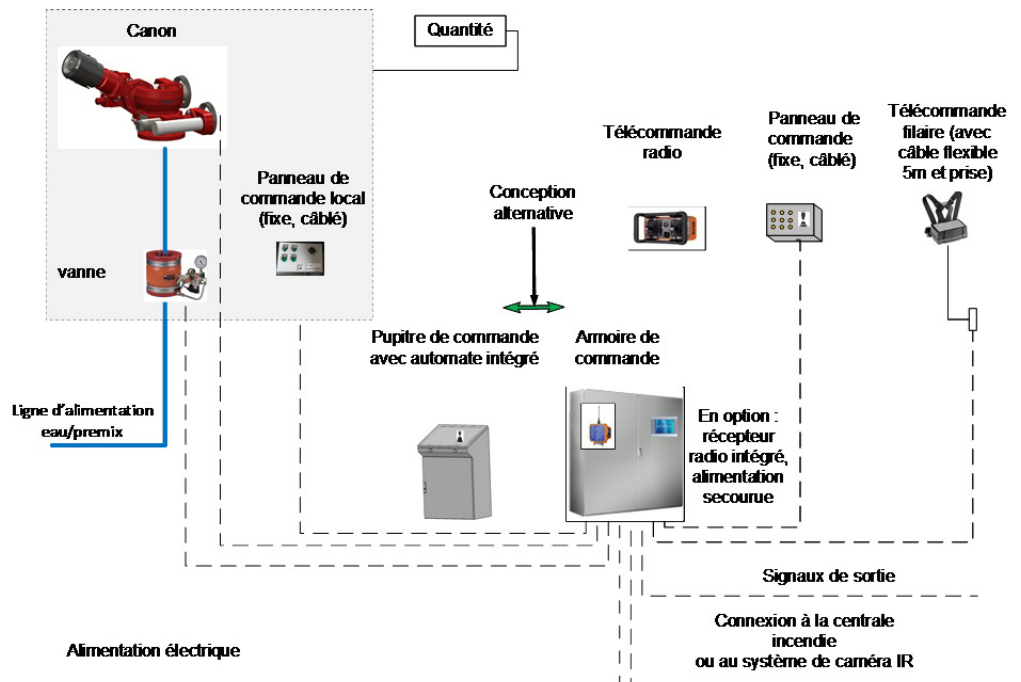 Canon
Quantité
Panneau de
commande local
(fixe, câblé)
vanne
Ligne d'alimentation
eau/premix
Conception
alternative
Télécommande
radio
Panneau de
commande
(fixe, câblé)
Télécommande
filaire (avec
câble flexible
5m et prise)
Pupitre de commande
avec automate intégré
Armoire de
commande
En option :
récepteur
radio intégré,
alimentation
secourue
Signaux de sortie
Connexion à la centrale
incendie
ou au système de caméra IR
Alimentation électrique